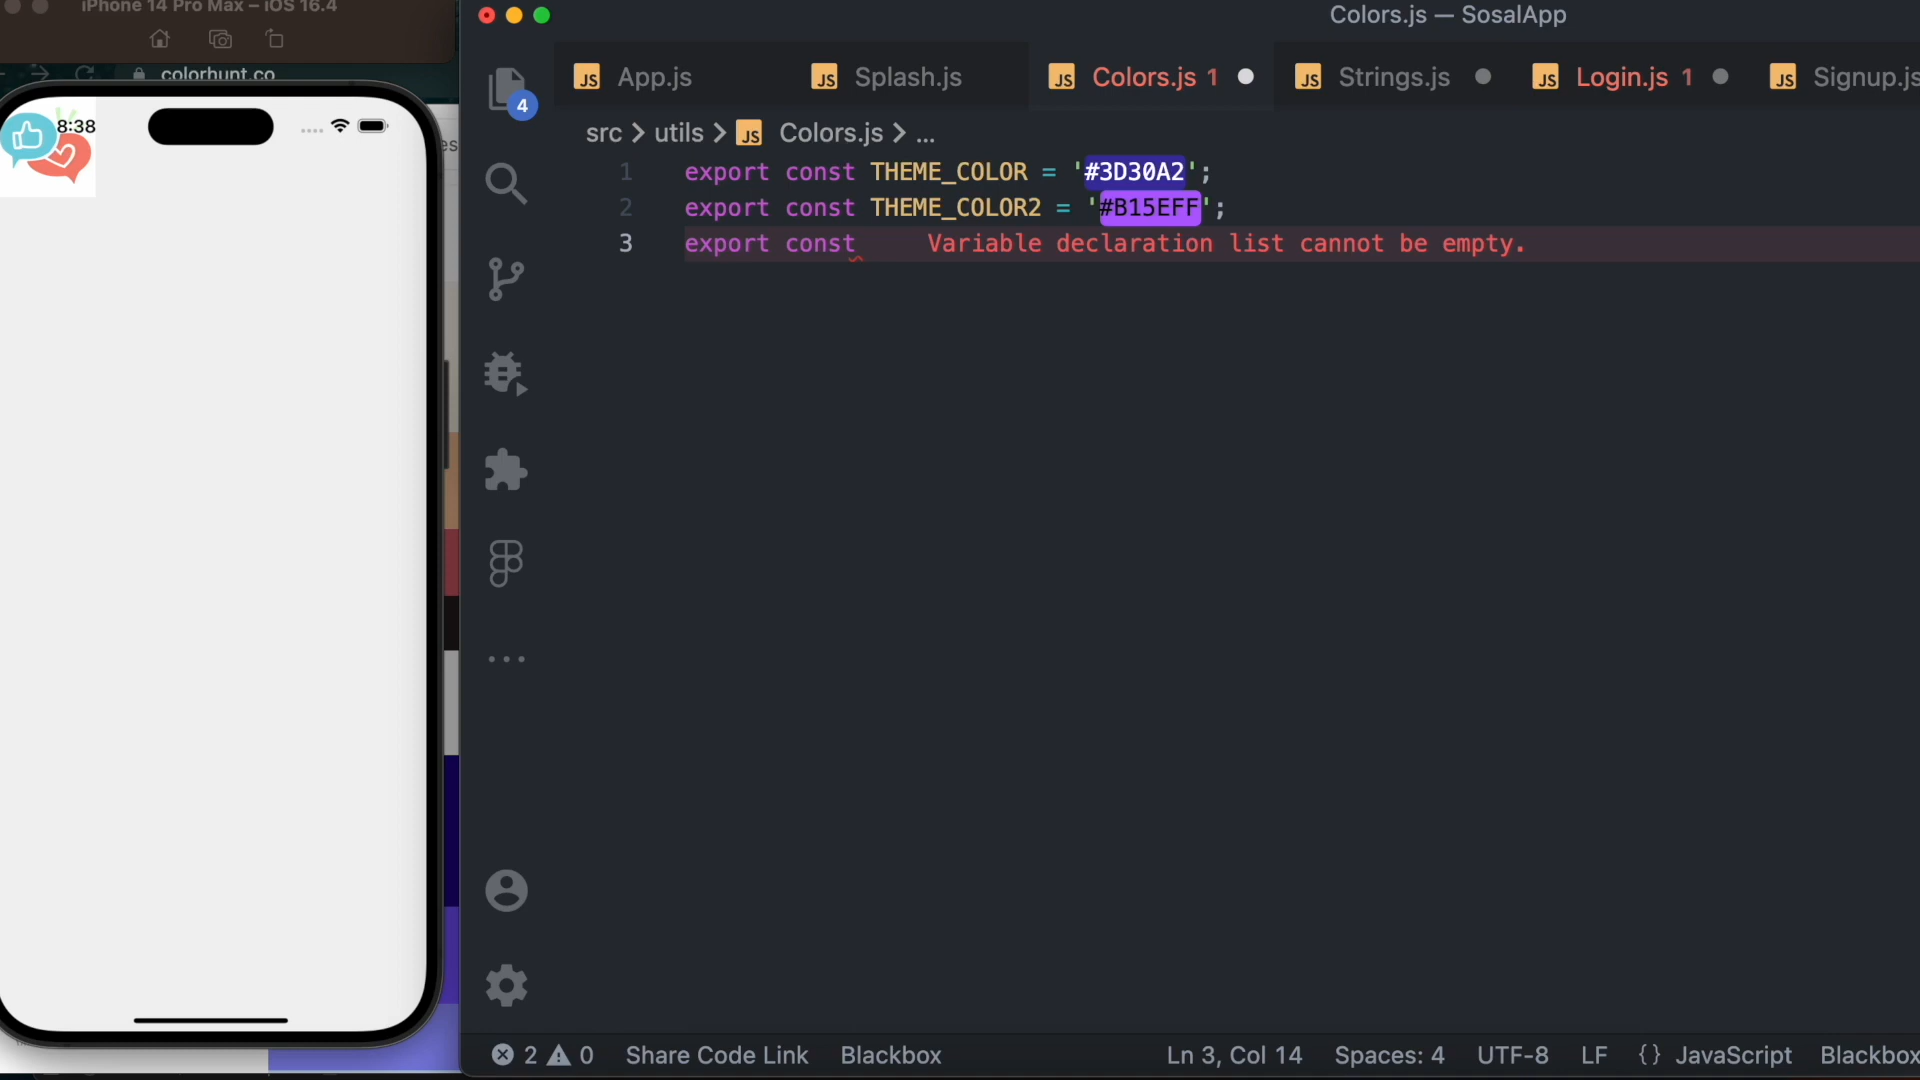 iPhone 14 Pro Max – iOS 16.4
colorhunt.co
8:38
Colors.js — SosalApp
4
App.js
Splash.js
Colors.js 1
Strings.js
Login.js 1
Signup.js
src > utils > Colors.js > ...
1 export const THEME_COLOR = '#3D30A2';
2 export const THEME_COLOR2 = '#B15EFF';
3 export const Variable declaration list cannot be empty.
2 0 Share Code Link Blackbox Ln 3, Col 14 Spaces: 4 UTF-8 LF {} JavaScript Blackbox